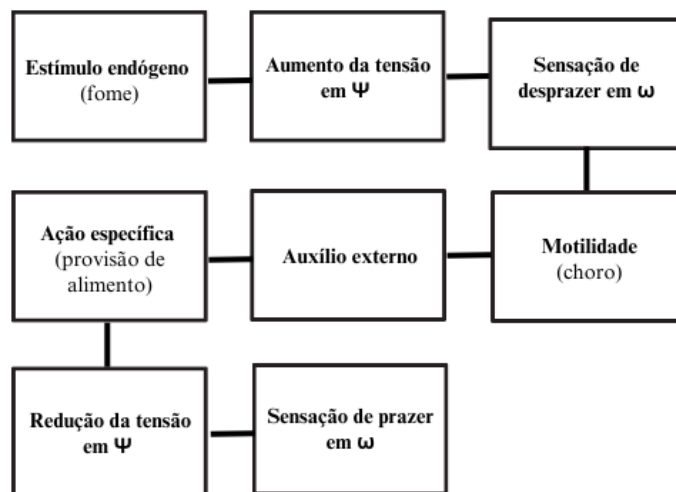 Estímulo endógeno
(fome)
Aumento da tensão
em Ψ
Sensação de
desprazer em ω
Motilidade
(choro)
Auxílio externo
Ação específica
(provisão de
alimento)
Redução da tensão
em Ψ
Sensação de prazer
em ω